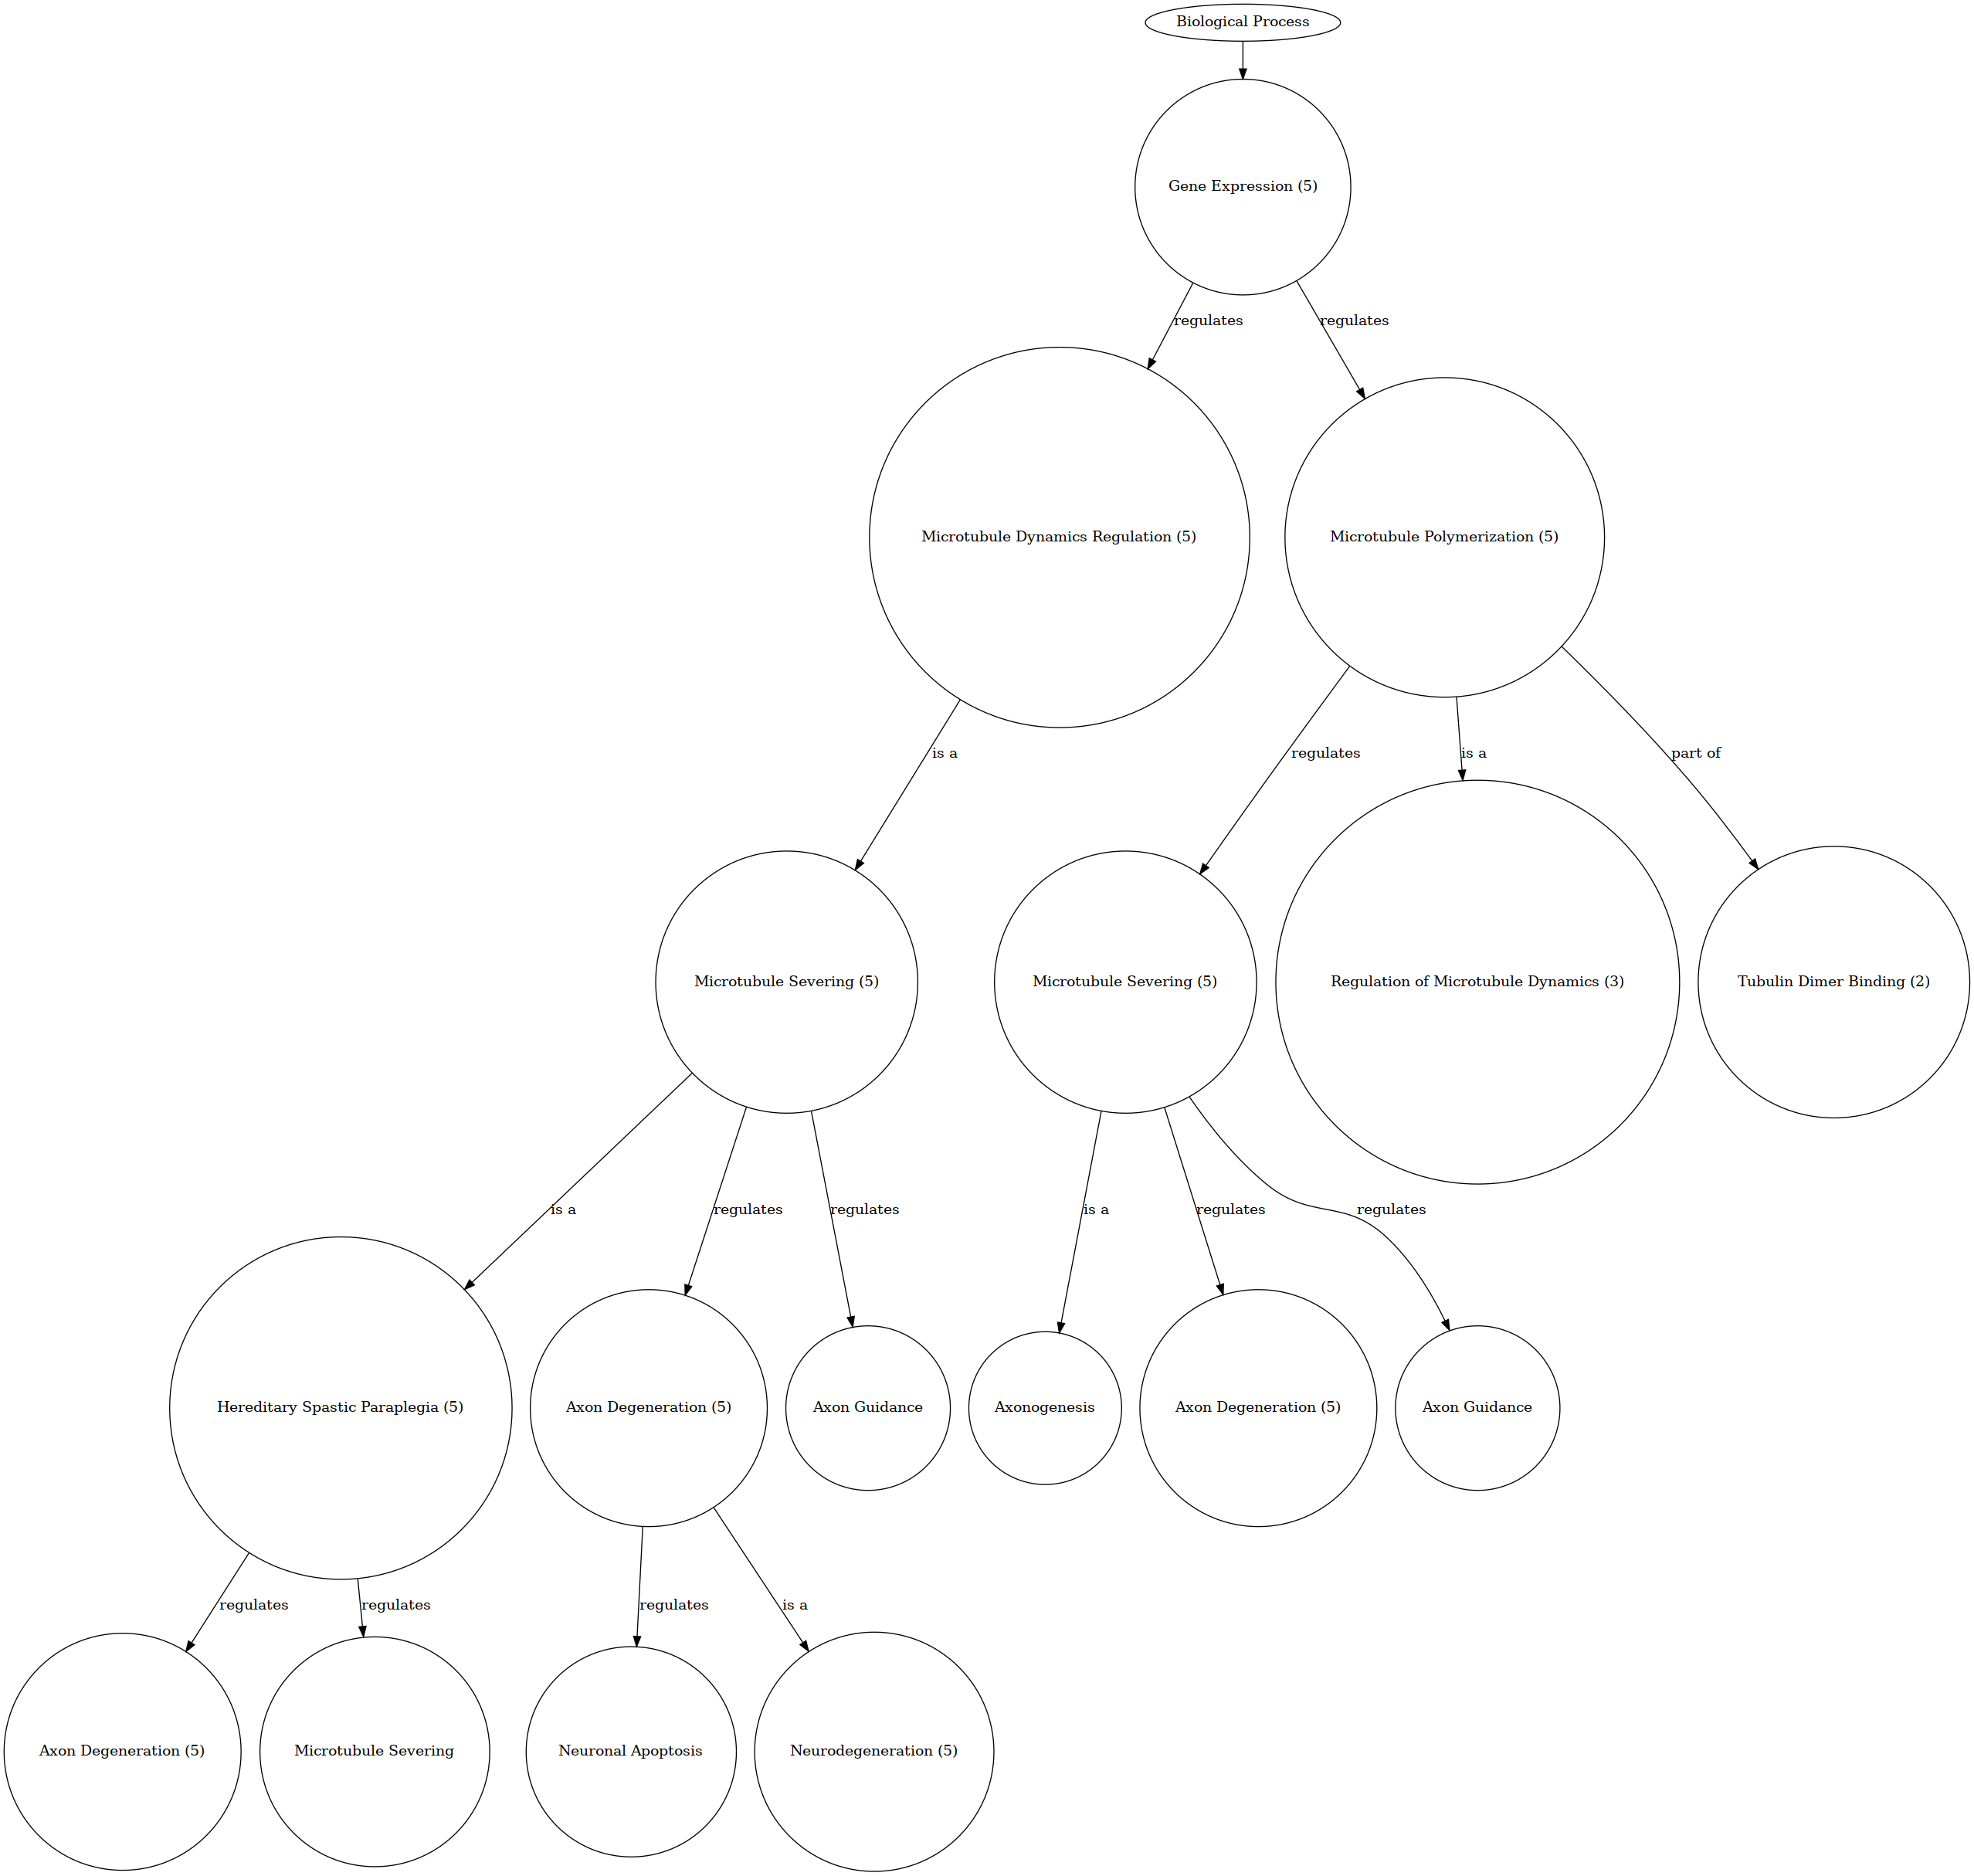 Biological Process
Gene Expression (5)
regulates
regulates
Microtubule Dynamics Regulation (5)
Microtubule Polymerization (5)
is a
regulates
is a
part of
Microtubule Severing (5)
Microtubule Severing (5)
Regulation of Microtubule Dynamics (3)
Tubulin Dimer Binding (2)
is a
regulates
regulates
is a
regulates
regulates
Hereditary Spastic Paraplegia (5)
Axon Degeneration (5)
Axon Guidance
Axonogenesis
Axon Degeneration (5)
Axon Guidance
regulates
regulates
regulates
is a
Axon Degeneration (5)
Microtubule Severing
Neuronal Apoptosis
Neurodegeneration (5)